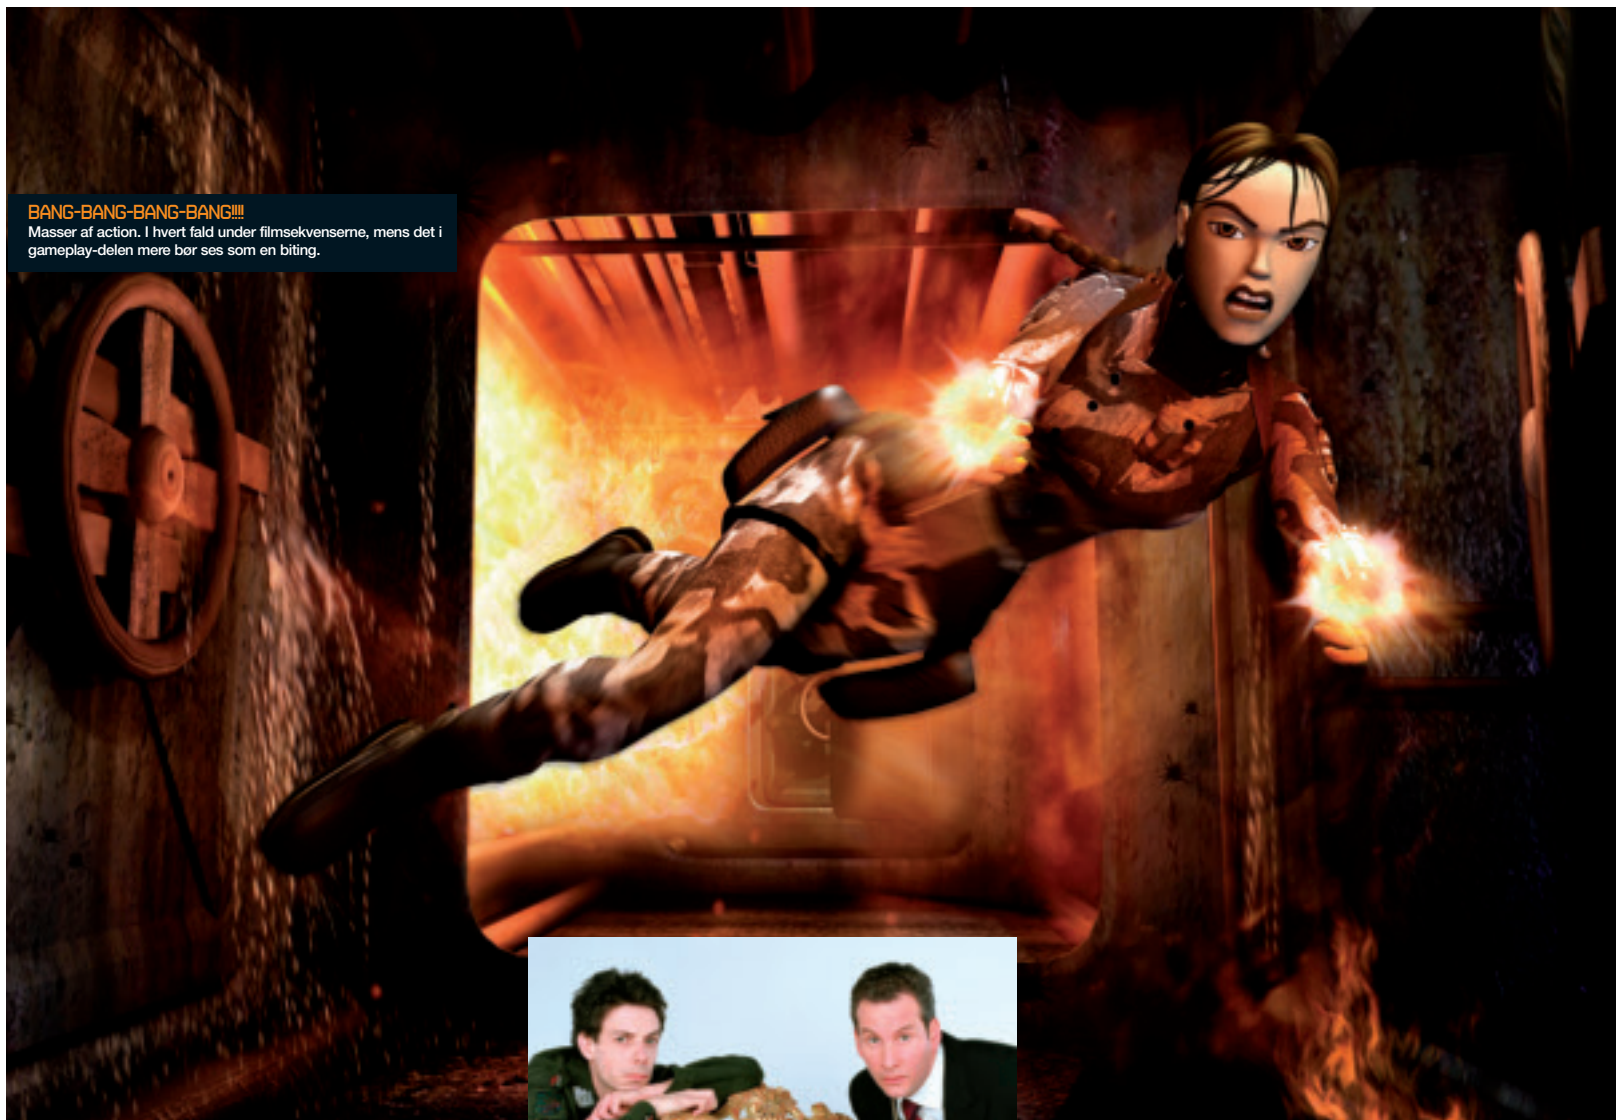 BANG-BANG-BANG-BANG!!!!
Masser af action. I hvert fald under filmsekvenserne, mens det i
gameplay-delen mere bør ses som en biting.